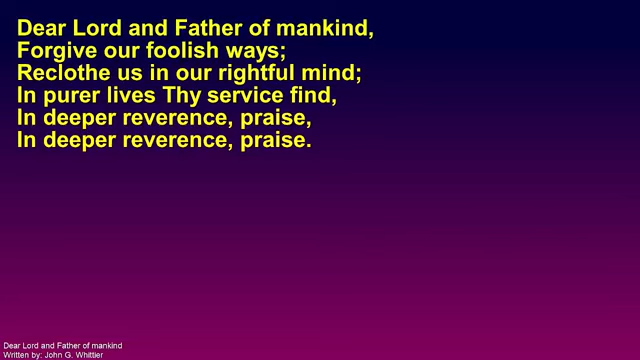 Dear Lord and Father of mankind,
Forgive our foolish ways;
Reclothe us in our rightful mind;
In purer lives Thy service find,
In deeper reverence, praise,
In deeper reverence, praise.
Dear Lord and Father of mankind
Written by: John G. Whittier